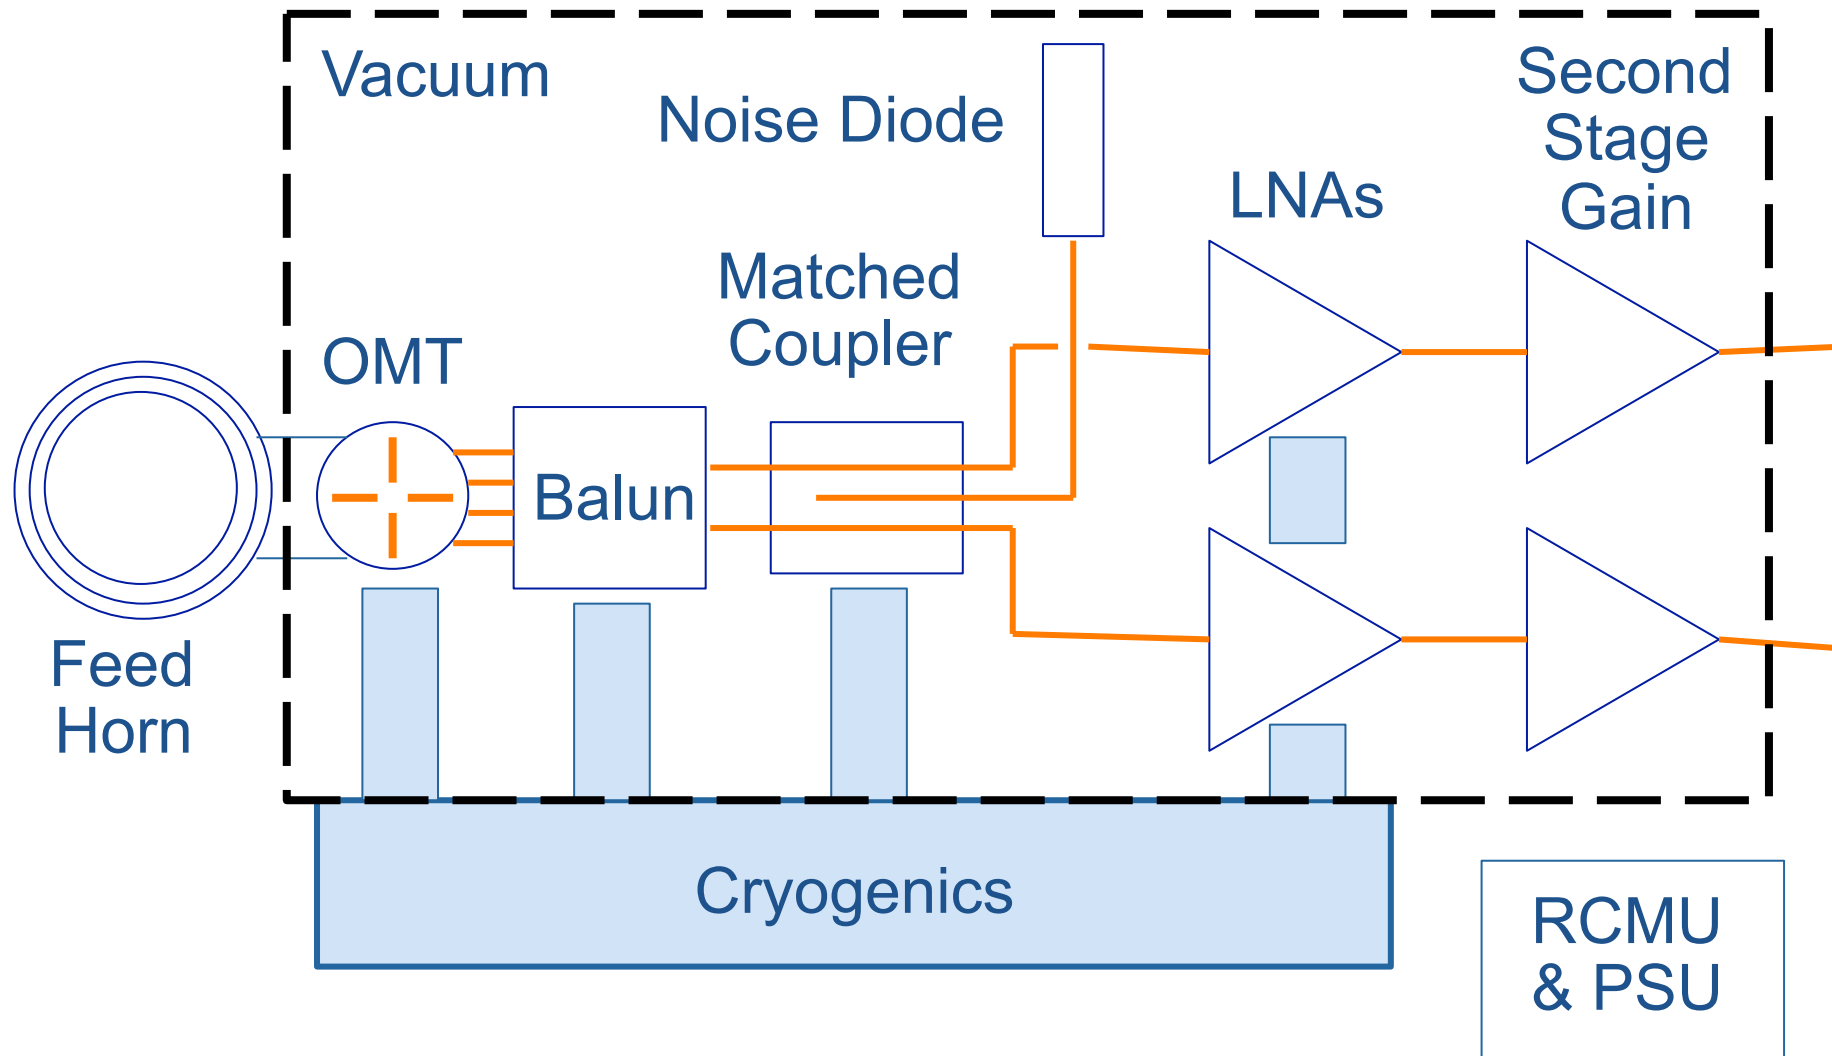 Vacuum
Noise Diode
Second
Stage
Gain
LNAs
Matched
Coupler
OMT
Balun
Feed
Horn
Cryogenics
RCMU
& PSU